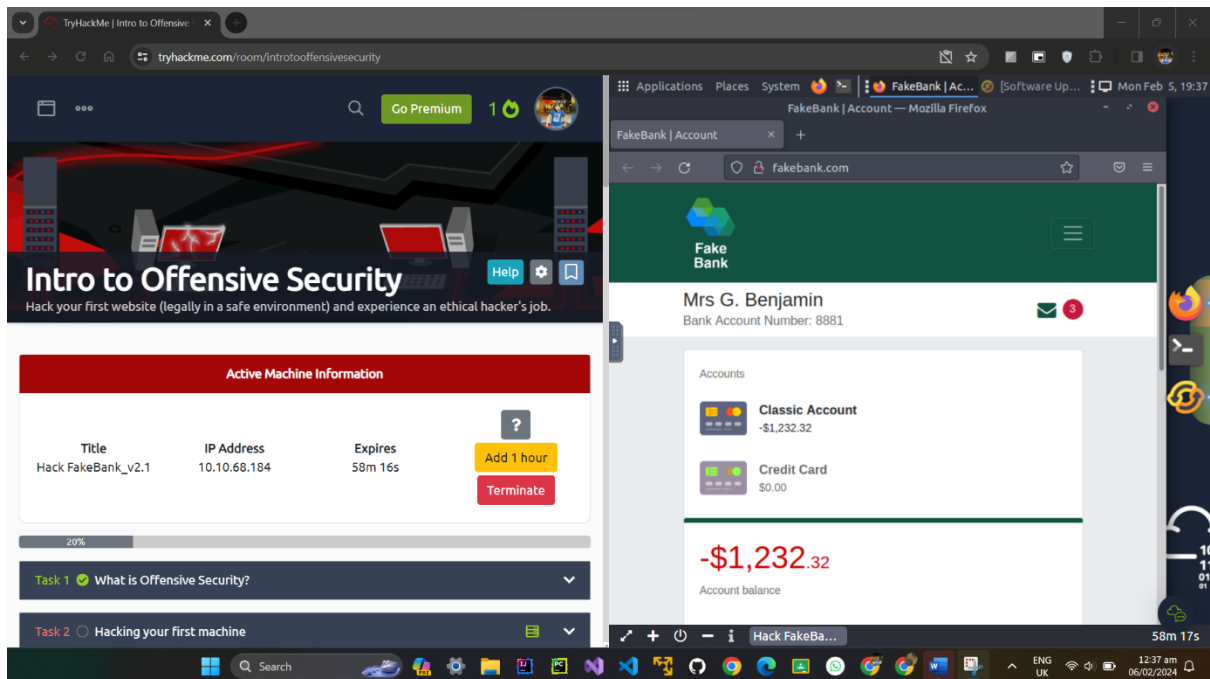 TryHackMe | Intro to Offensive
tryhackme.com/room/introtooffensivesecurity
Go Premium
1
Intro to Offensive Security
Help
Hack your first website (legally in a safe environment) and experience an ethical hacker's job.
Active Machine Information
Title
IP Address
Expires
?
Hack FakeBank_v2.1
10.10.68.184
58m 16s
Add 1 hour
Terminate
20%
Task 1 What is Offensive Security?
Task 2 Hacking your first machine
Applications Places System FakeBank | Ac... [Software Up... Mon Feb 5, 19:37
FakeBank | Account — Mozilla Firefox
FakeBank | Account
fakebank.com
Fake
Bank
Mrs G. Benjamin
Bank Account Number: 8881
3
Accounts
Classic Account
-$1,232.32
Credit Card
$0.00
-$1,232.32
Account balance
Hack FakeBa...
58m 17s
Search
ENG
UK
12:37 am
06/02/2024